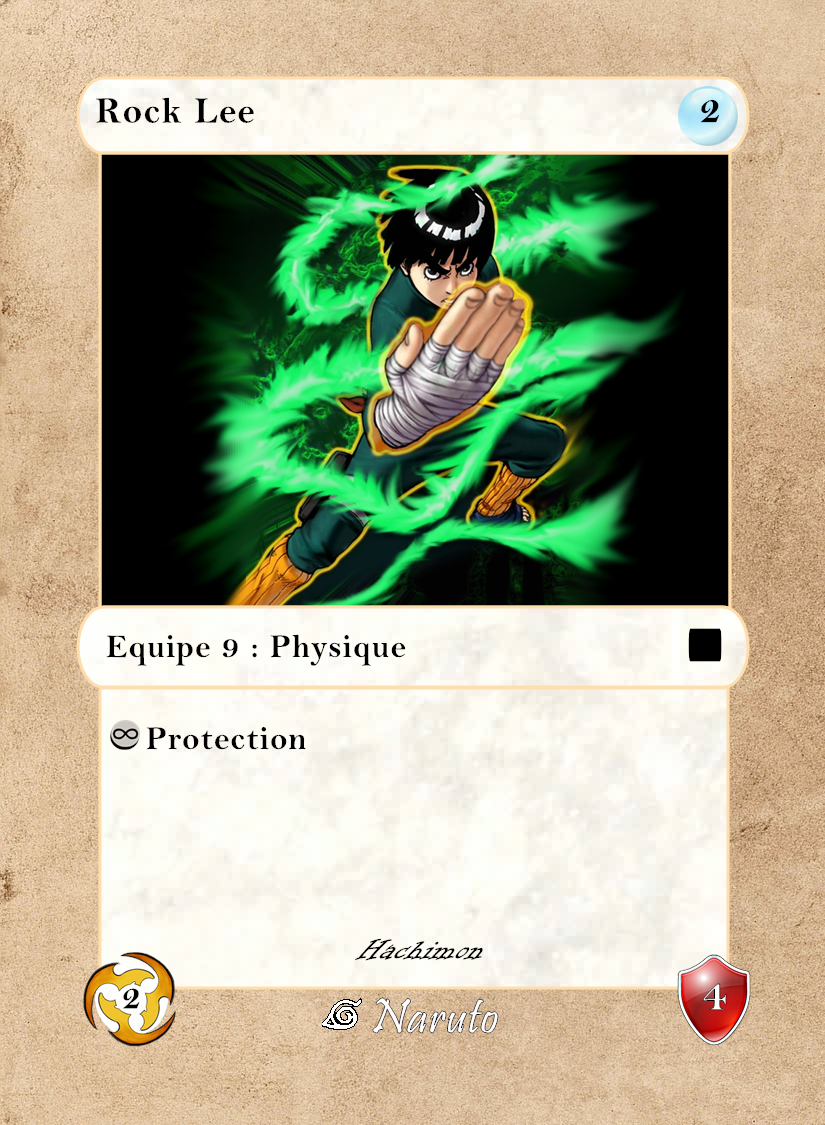 Rock Lee
2
Equipe 9 : Physique
∞ Protection
Hachimon
2
Naruto
4